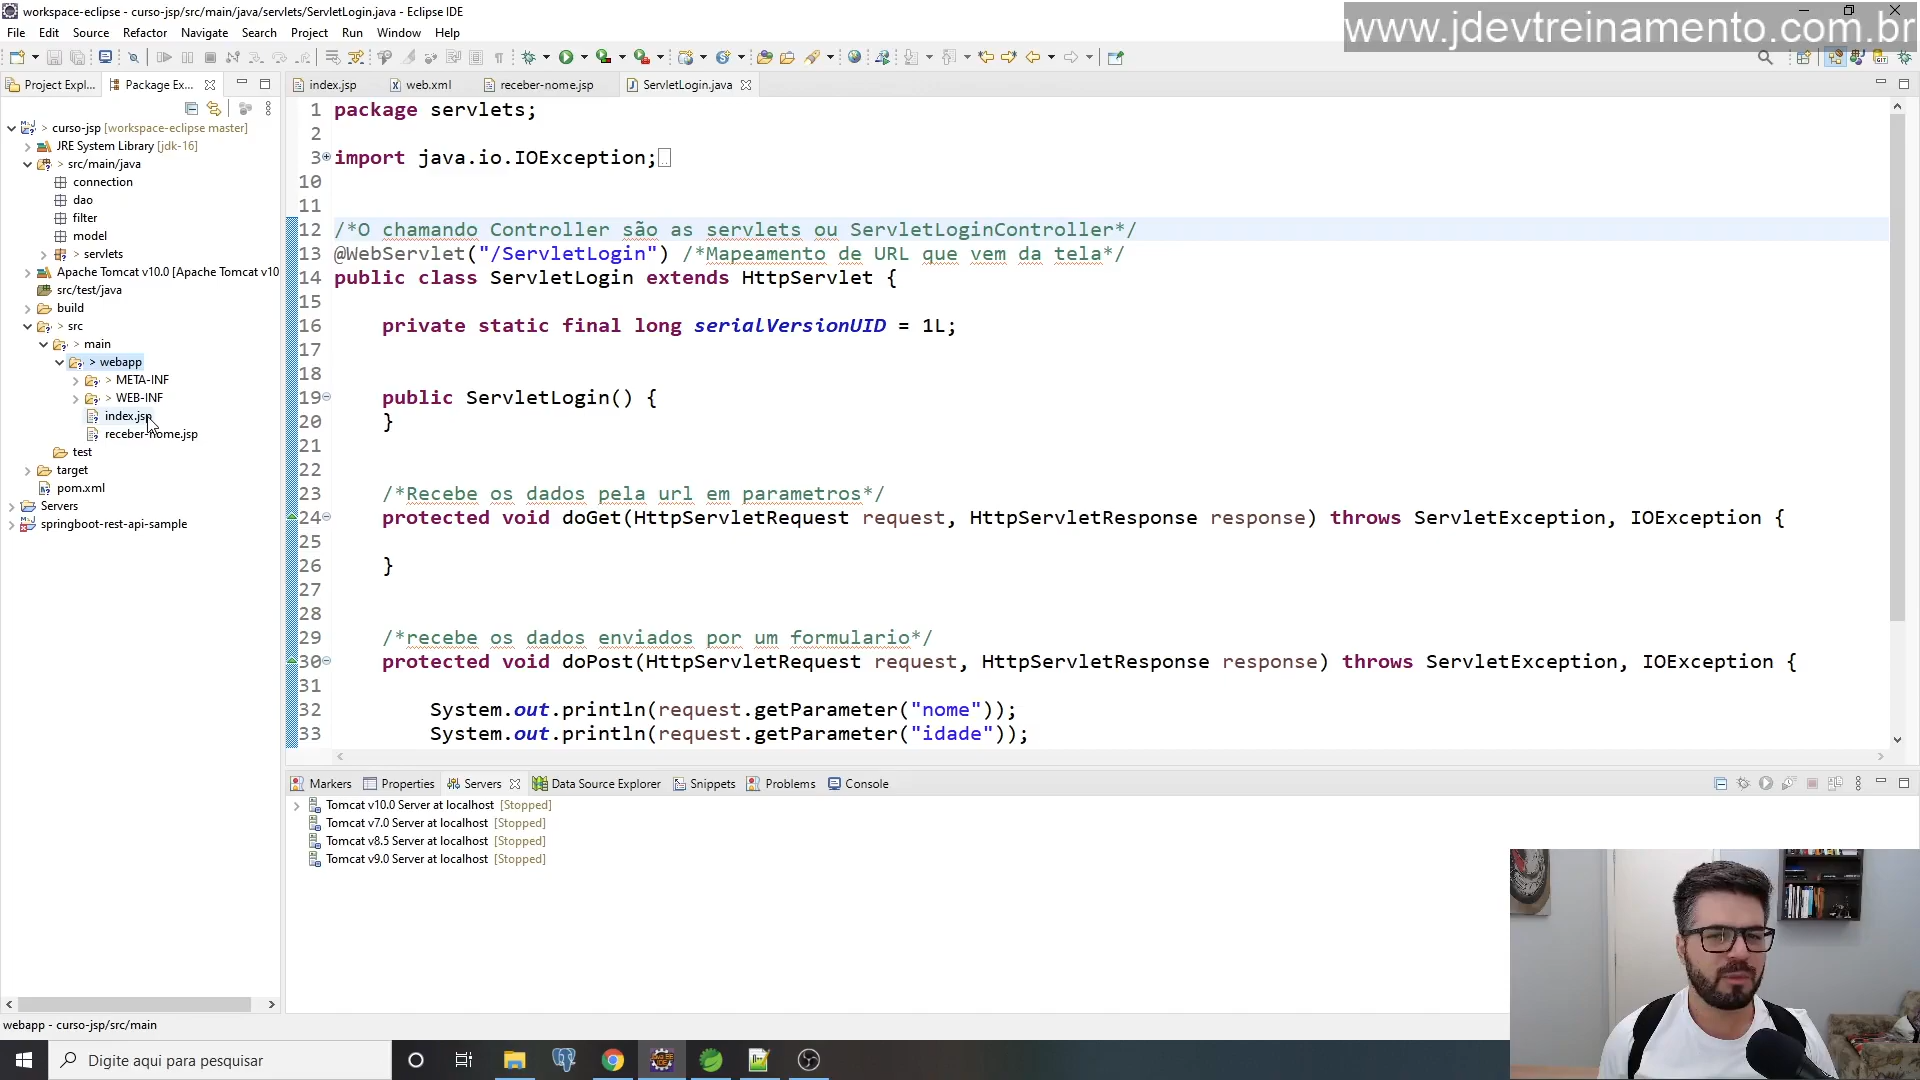 workspace-eclipse - curso-jsp/src/main/java/servlets/ServletLogin.java - Eclipse IDE
www.jdevtreinamento.com.br
File Edit Source Refactor Navigate Search Project Run Window Help
Project Expl... Package Ex... index.jsp web.xml receber-nome.jsp ServletLogin.java
> curso-jsp [workspace-eclipse master]
JRE System Library [jdk-16]
> src/main/java
connection
dao
filter
model
> servlets
Apache Tomcat v10.0 [Apache Tomcat v10
src/test/java
build
> src
> main
> webapp
> META-INF
> WEB-INF
index.jsp
receber-nome.jsp
test
target
pom.xml
Servers
springboot-rest-api-sample
1 package servlets;
2
3 import java.io.IOException;
10
11
12 /*O chamando Controller são as servlets ou ServletLoginController*/
13 @WebServlet("/ServletLogin") /*Mapeamento de URL que vem da tela*/
14 public class ServletLogin extends HttpServlet {
15
16 private static final long serialVersionUID = 1L;
17
18
19 public ServletLogin() {
20 }
21
22
23 /*Recebe os dados pela url em parametros*/
24 protected void doGet(HttpServletRequest request, HttpServletResponse response) throws ServletException, IOException {
25
26 }
27
28
29 /*recebe os dados enviados por um formulario*/
30 protected void doPost(HttpServletRequest request, HttpServletResponse response) throws ServletException, IOException {
31
32 System.out.println(request.getParameter("nome"));
33 System.out.println(request.getParameter("idade"));
Markers Properties Servers Data Source Explorer Snippets Problems Console
Tomcat v10.0 Server at localhost [Stopped]
Tomcat v7.0 Server at localhost [Stopped]
Tomcat v8.5 Server at localhost [Stopped]
Tomcat v9.0 Server at localhost [Stopped]
webapp - curso-jsp/src/main
Digite aqui para pesquisar